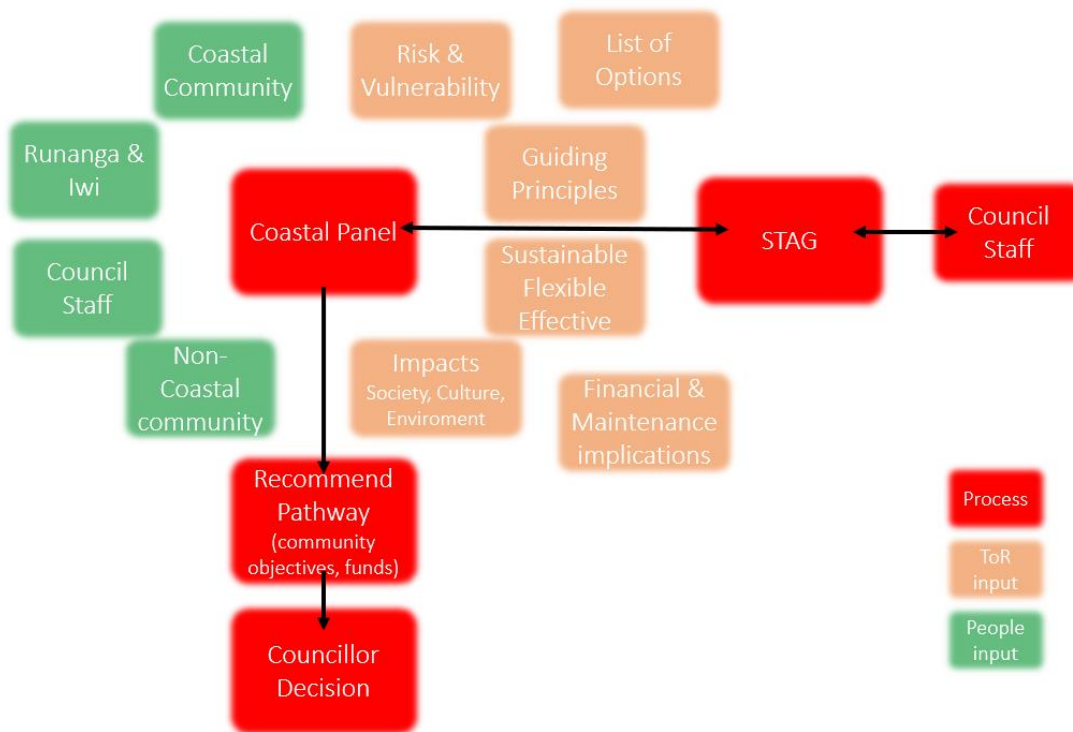 Coastal
Community
Risk &
Vulnerability
List of
Options
Runanga &
Iwi
Guiding
Principles
Coastal Panel
STAG
Council
Staff
Council
Staff
Sustainable
Flexible
Effective
Non-
Coastal
community
Impacts
Society, Culture,
Enviroment
Financial &
Maintenance
implications
Recommend
Pathway
(community
objectives, funds)
Councillor
Decision
Process
ToR
input
People
input